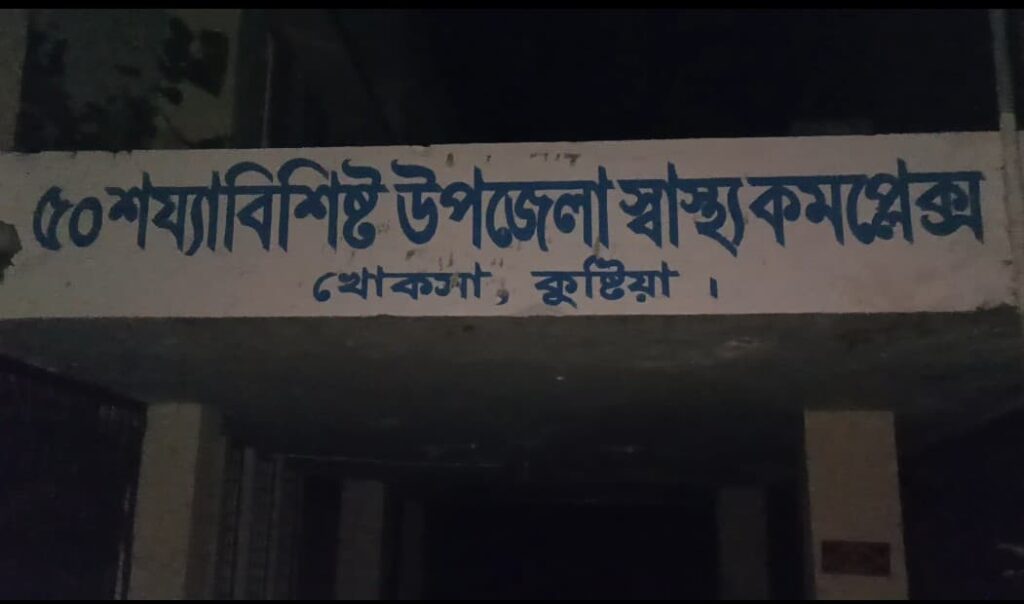 ৫০ শয্যাবিশিষ্ট উপজেলা স্বাস্থ্য কমপ্লেক্স
খোকসা, কুষ্টিয়া ।